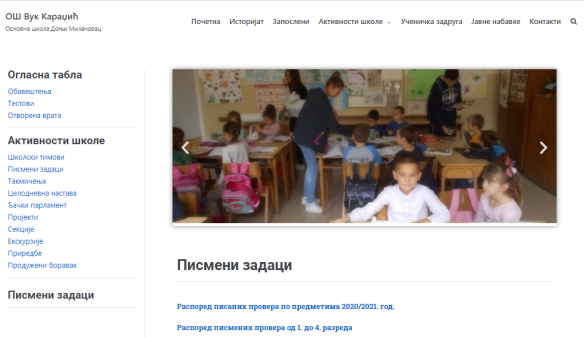 ОШ Вук Караџић
Основна школа Доњи Милановац
Почетна Историјат Запослени Активности школе Ученичка задруга Јавне набавке Контакти
Огласна табла
Обавештења
Тестови
Отворена врата
Активности школе
Школски тимови
Писмени задаци
Такмичења
Целодневна настава
Ђачки парламент
Пројекти
Секције
Екскурзије
Приредбе
Продужени боравак
Писмени задаци
Писмени задаци
Распоред писаних провера по предметима 2020/2021. год.
Распоред писмених провера од 1. до 4. разреда